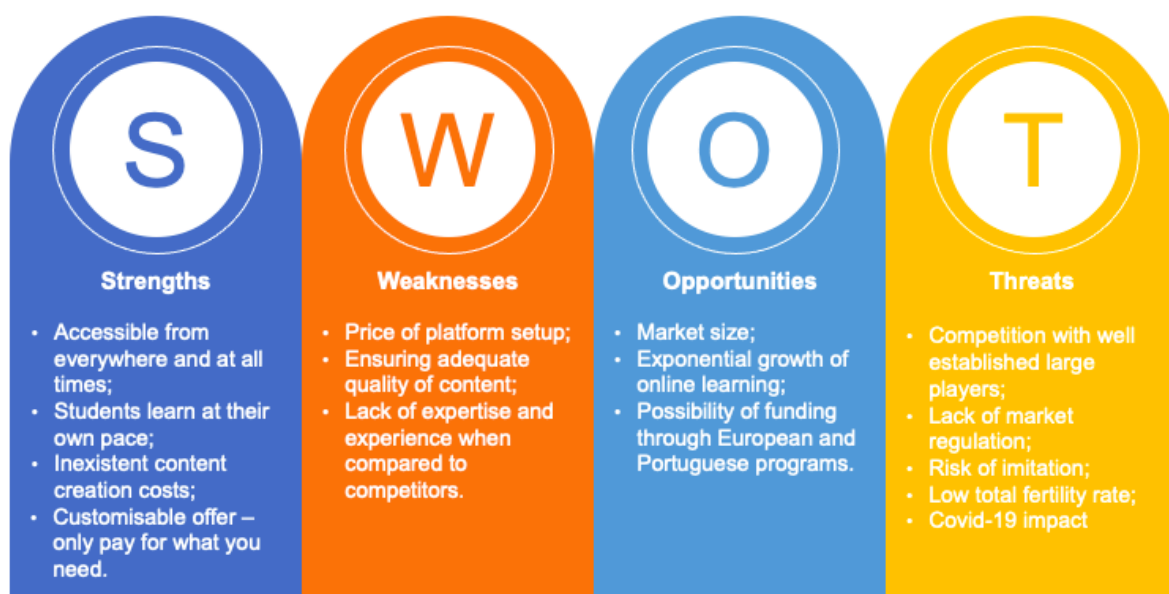 S
Strengths
• Accessible from
everywhere and at all
times;
• Students learn at their
own pace;
• Inexistent content
creation costs;
• Customisable offer –
only pay for what you
need.
W
Weaknesses
• Price of platform setup;
• Ensuring adequate
quality of content;
• Lack of expertise and
experience when
compared to
competitors.
O
Opportunities
• Market size;
• Exponential growth of
online learning;
• Possibility of funding
through European and
Portuguese programs.
T
Threats
• Competition with well
established large
players;
• Lack of market
regulation;
• Risk of imitation;
• Low total fertility rate;
• Covid-19 impact